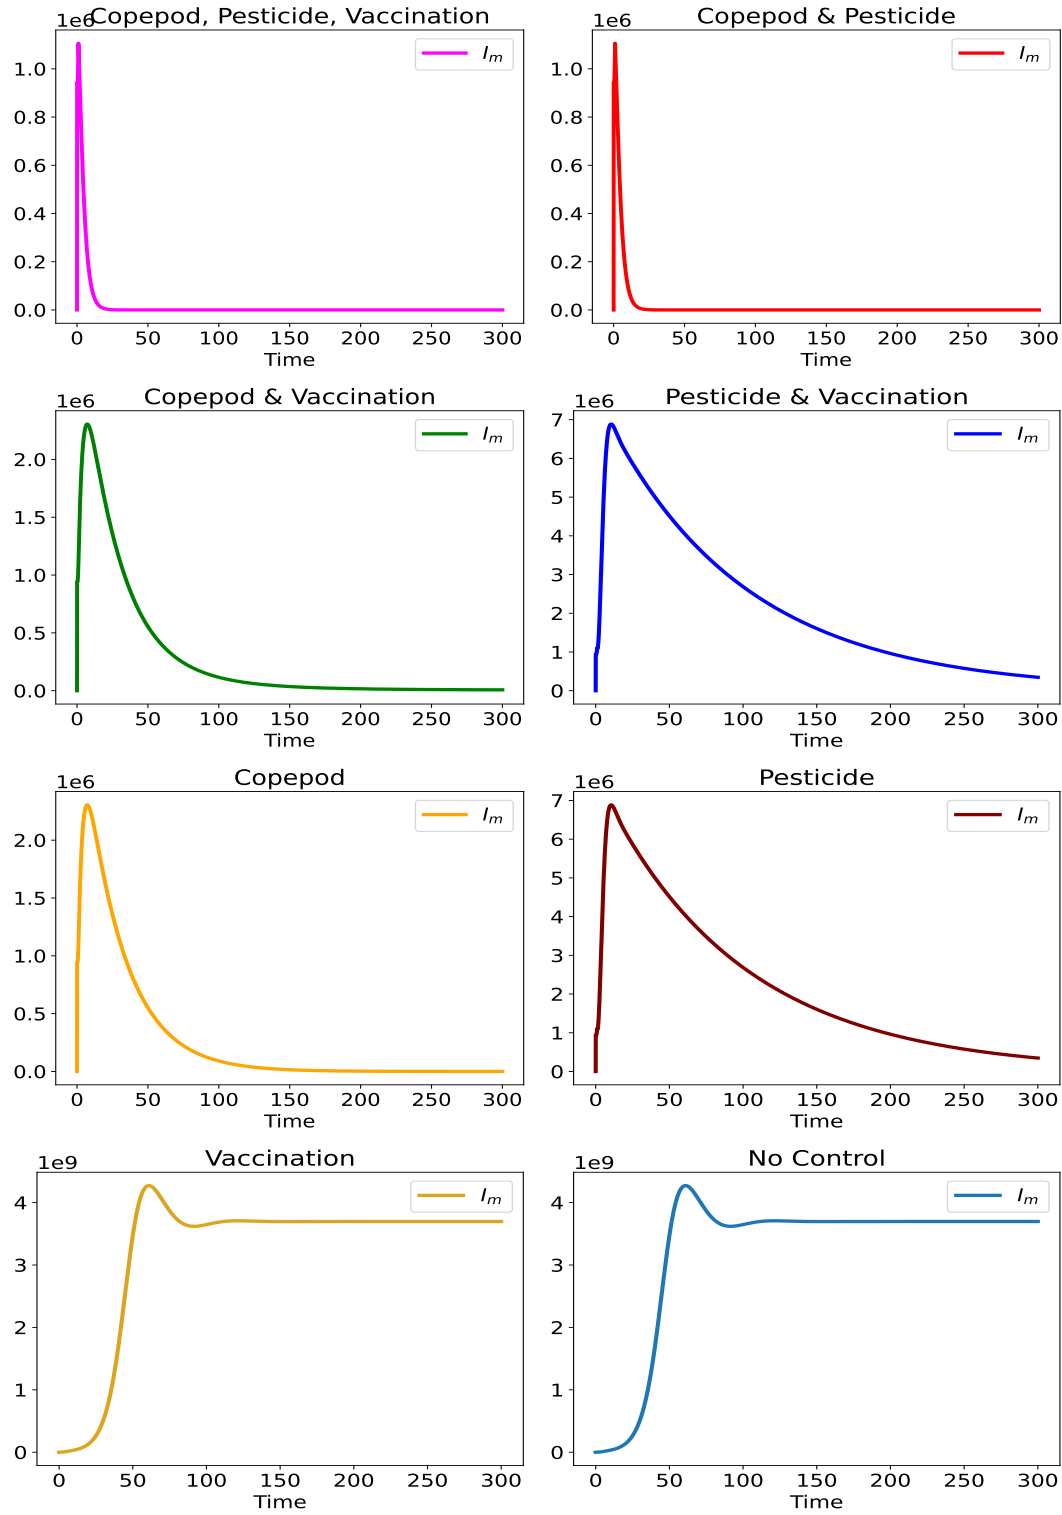 Copepod, Pesticide, Vaccination
1e6
I_m
1.0
0.8
0.6
0.4
0.2
0.0
0 50 100 150 200 250 300
Time
Copepod & Pesticide
1e6
I_m
1.0
0.8
0.6
0.4
0.2
0.0
0 50 100 150 200 250 300
Time
Copepod & Vaccination
1e6
I_m
2.0
1.5
1.0
0.5
0.0
0 50 100 150 200 250 300
Time
Pesticide & Vaccination
1e6
I_m
7
6
5
4
3
2
1
0
0 50 100 150 200 250 300
Time
Copepod
1e6
I_m
2.0
1.5
1.0
0.5
0.0
0 50 100 150 200 250 300
Time
Pesticide
1e6
I_m
7
6
5
4
3
2
1
0
0 50 100 150 200 250 300
Time
Vaccination
1e9
I_m
4
3
2
1
0
0 50 100 150 200 250 300
Time
No Control
1e9
I_m
4
3
2
1
0
0 50 100 150 200 250 300
Time